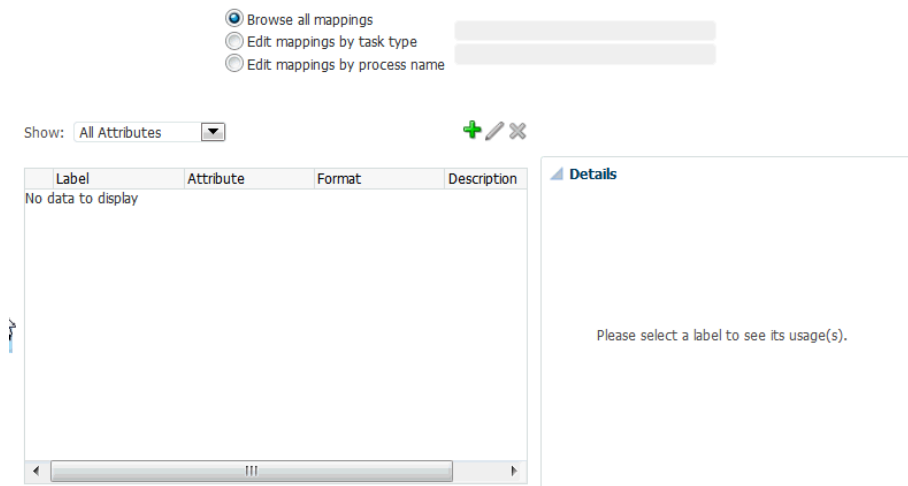 Browse all mappings
Edit mappings by task type
Edit mappings by process name
Show: All Attributes
Label Attribute Format Description
No data to display
Details
Please select a label to see its usage(s).